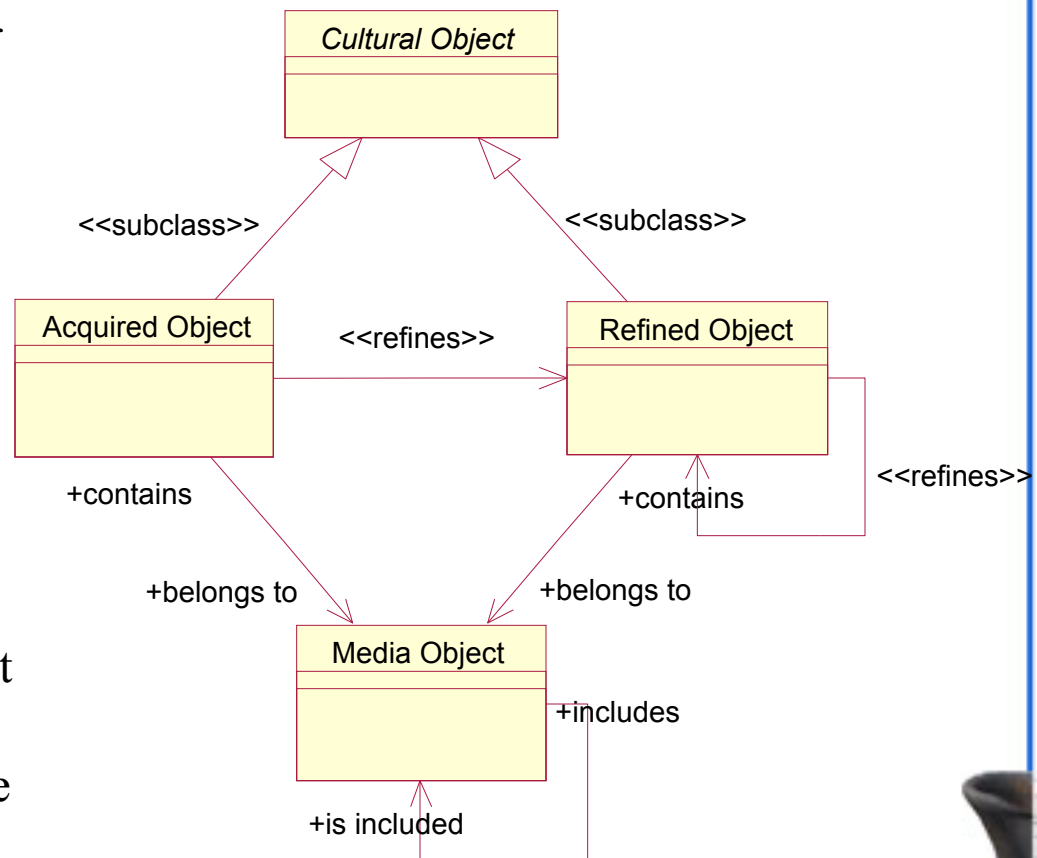 Cultural Object
<<subclass>>
<<subclass>>
Acquired Object
<<refines>>
Refined Object
<<refines>>
+contains
+contains
+belongs to
+belongs to
t
Media Object
+includes
e
+is included